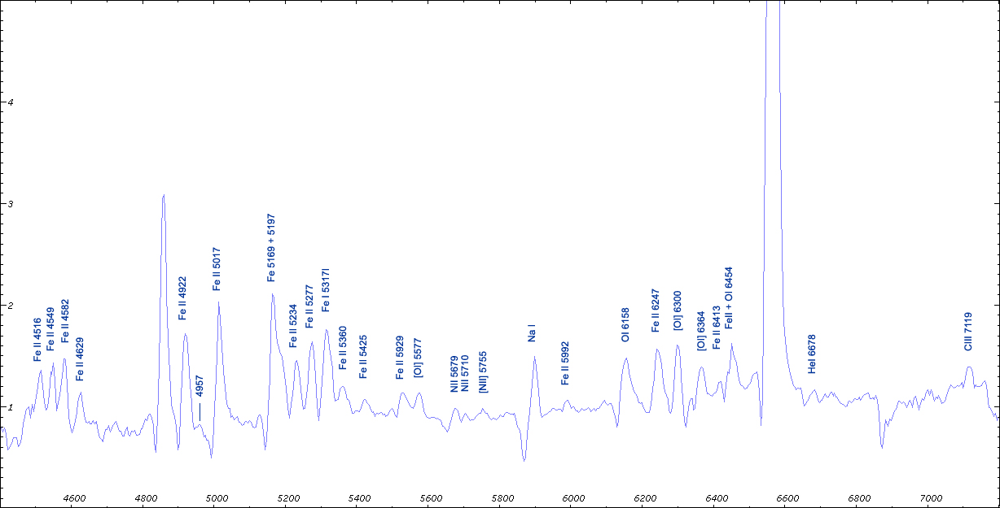 4
3
2
1
Fe II 4516
Fe II 4549
Fe II 4582
Fe II 4629
Fe II 4922
4957
Fe II 5017
Fe 5169 + 5197
Fe II 5234
Fe II 5277
Fe I 5317I
Fe II 5360
Fe II 5425
Fe II 5929
[OI] 5577
NII 5679
NII 5710
[NII] 5755
Na I
Fe II 5992
OI 6158
Fe II 6247
[OI] 6300
[OI] 6364
Fe II 6413
FeII + OI 6454
HeI 6678
CIII 7119
4600 4800 5000 5200 5400 5600 5800 6000 6200 6400 6600 6800 7000